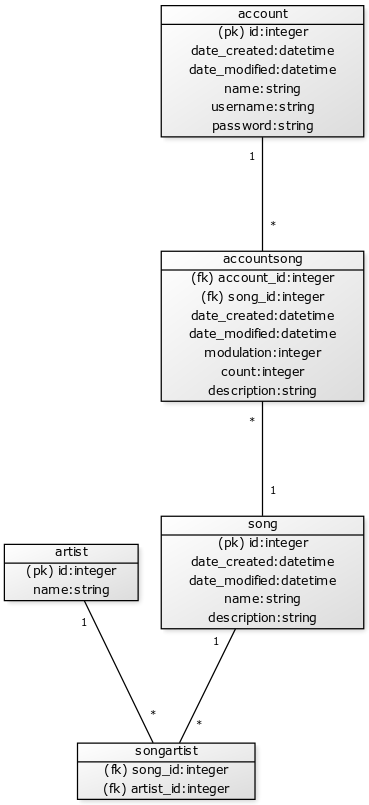 account
(pk) id:integer
date_created:datetime
date_modified:datetime
name:string
username:string
password:string
1
*
accountsong
(fk) account_id:integer
(fk) song_id:integer
date_created:datetime
date_modified:datetime
modulation:integer
count:integer
description:string
*
1
song
(pk) id:integer
date_created:datetime
date_modified:datetime
name:string
description:string
artist
(pk) id:integer
name:string
1
1
*
*
songartist
(fk) song_id:integer
(fk) artist_id:integer